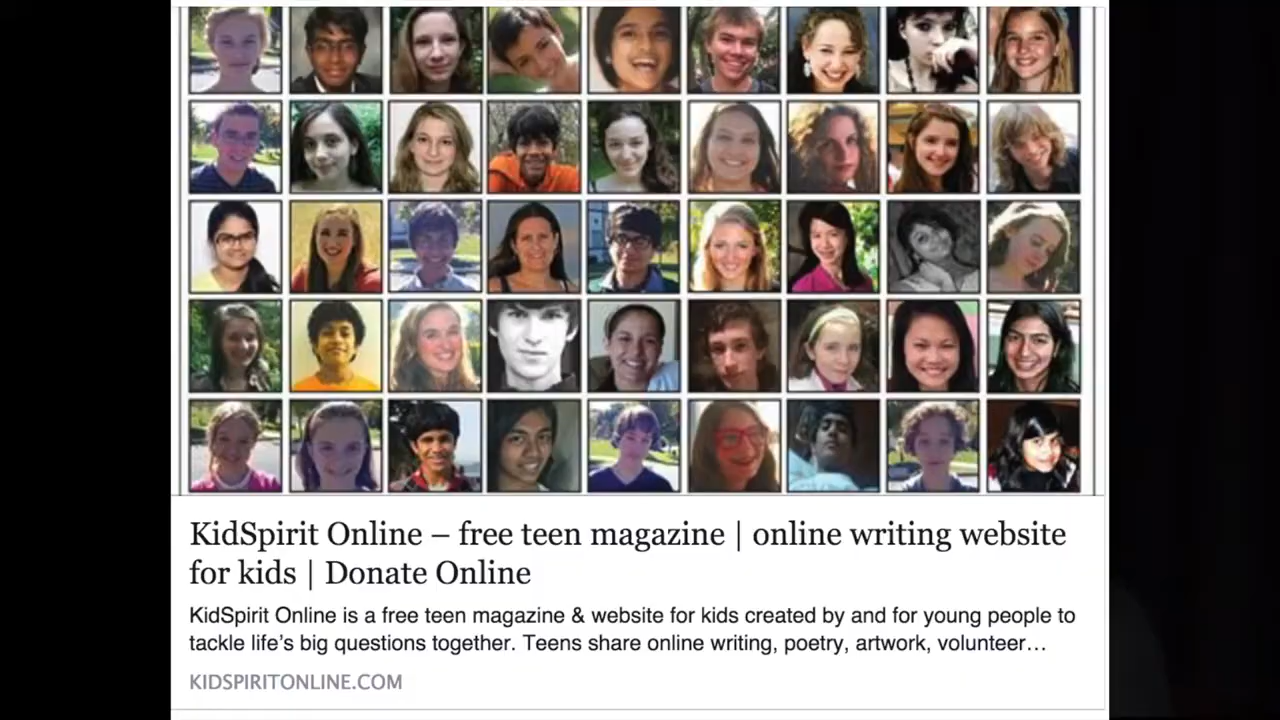 KidSpirit Online – free teen magazine | online writing website
for kids | Donate Online
KidSpirit Online is a free teen magazine & website for kids created by and for young people to
tackle life’s big questions together. Teens share online writing, poetry, artwork, volunteer…
KIDSPIRITONLINE.COM